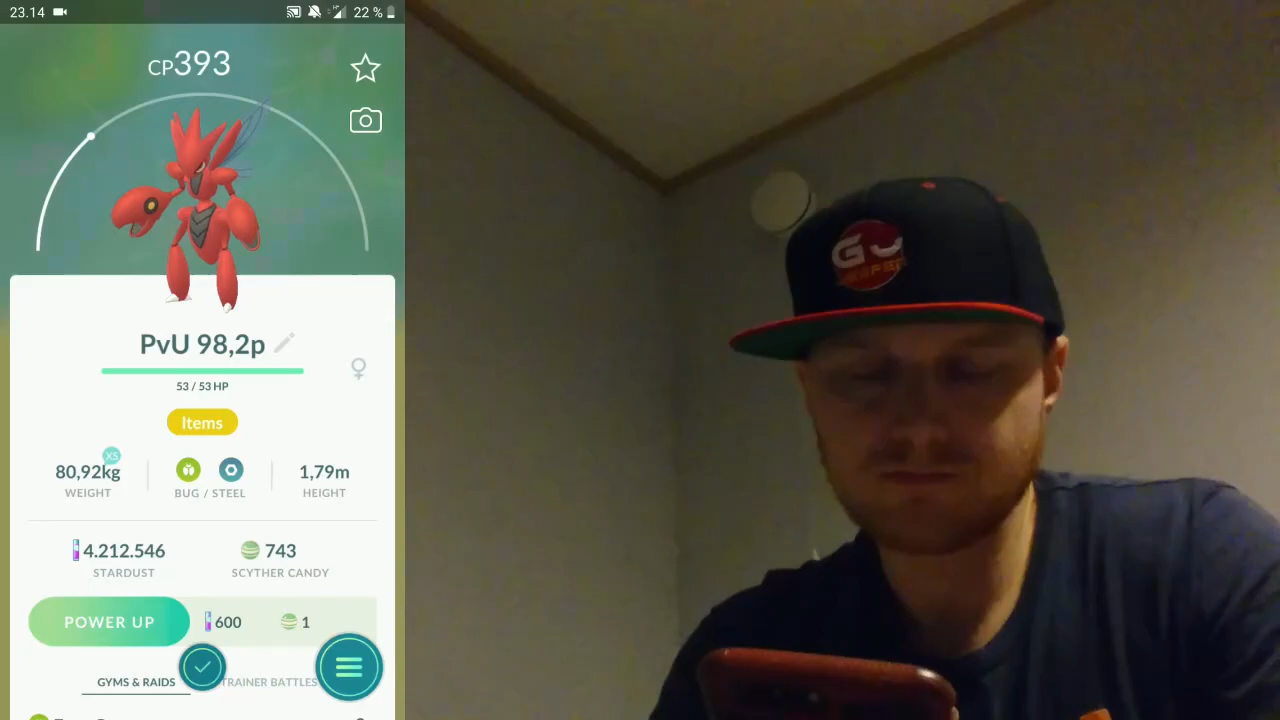 23.14
22 %
CP393
PvU 98,2p
53 / 53 HP
Items
XS
80,92kg
WEIGHT
BUG / STEEL
1,79m
HEIGHT
4.212.546
STARDUST
743
SCYTHER CANDY
POWER UP
600
1
GYMS & RAIDS
TRAINER BATTLES
GO